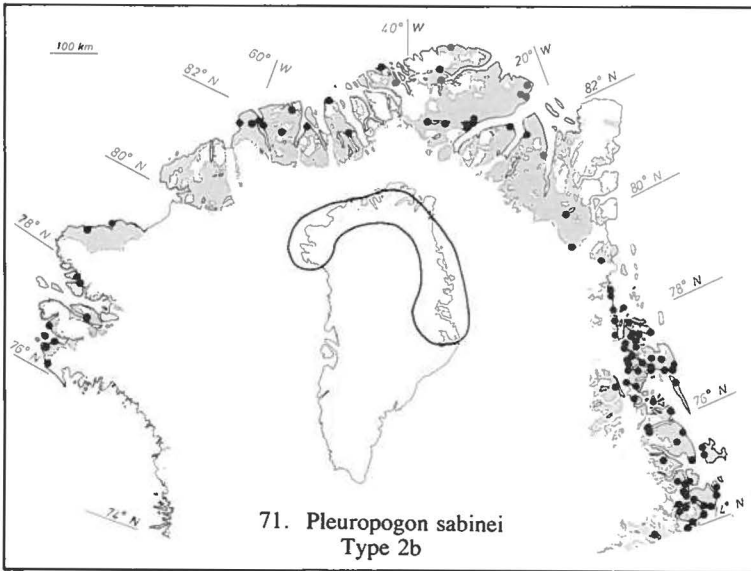 100 km
40° W
20° W
60° W
82° N
82° N
80° N
80° N
78° N
78° N
76° N
76° N
74° N
71. Pleuropogon sabinei
Type 2b